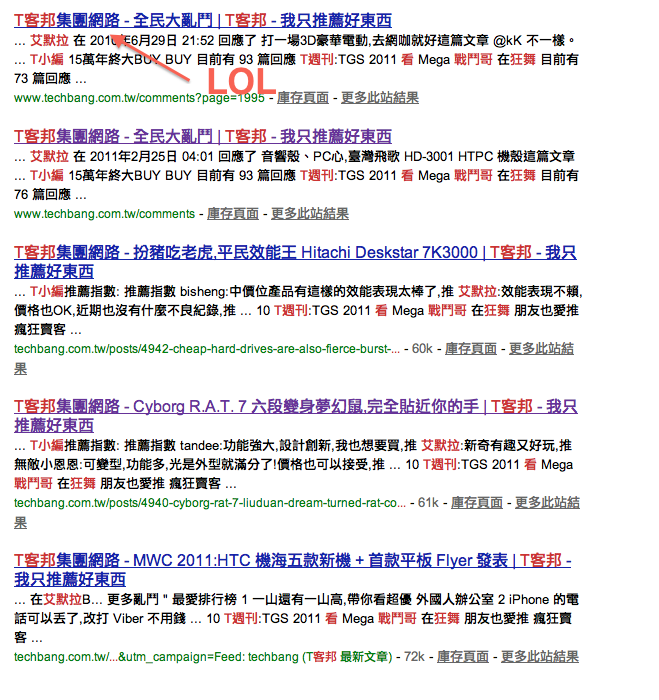 T客邦集團網路 - 全民大亂鬥 | T客邦 - 我只推薦好東西
... 艾默拉 在 2010年6月29日 21:52 回應了 打一場3D豪華電動,去網咖就好這篇文章 @kK 不一樣。
... T小編 15萬年終大BUY BUY 目前有 93 篇回應 T週刊:TGS 2011 看 Mega 戰鬥哥 在狂舞 目前有
73 篇回應 ...
LOL
www.techbang.com.tw/comments?page=1995 - 庫存頁面 - 更多此站結果
T客邦集團網路 - 全民大亂鬥 | T客邦 - 我只推薦好東西
... 艾默拉 在 2011年2月25日 04:01 回應了 音響殼、PC心,臺灣飛歌 HD-3001 HTPC 機殼這篇文章
... T小編 15萬年終大BUY BUY 目前有 93 篇回應 T週刊:TGS 2011 看 Mega 戰鬥哥 在狂舞 目前有
76 篇回應 ...
www.techbang.com.tw/comments - 庫存頁面 - 更多此站結果
T客邦集團網路 - 扮豬吃老虎,平民效能王 Hitachi Deskstar 7K3000 | T客邦 - 我只
推薦好東西
... T小編推薦指數: 推薦指數 bisheng:中價位產品有這樣的效能表現太棒了,推 艾默拉:效能表現不賴,
價格也OK,近期也沒有什麼不良紀錄,推 ... 10 T週刊:TGS 2011 看 Mega 戰鬥哥 在狂舞 朋友也愛推
瘋狂賣客 ...
techbang.com.tw/posts/4942-cheap-hard-drives-are-also-fierce-burst-... - 60k - 庫存頁面 - 更多此站結
果
T客邦集團網路 - Cyborg R.A.T. 7 六段變身夢幻鼠,完全貼近你的手 | T客邦 - 我只
推薦好東西
... T小編推薦指數: 推薦指數 tandee:功能強大,設計創新,我也想要買,推 艾默拉:新奇有趣又好玩,推
無敵小恩恩:可變型,功能多,光是外型就滿分了!價格也可以接受,推 ... 10 T週刊:TGS 2011 看 Mega
戰鬥哥 在狂舞 朋友也愛推 瘋狂賣客 ...
techbang.com.tw/posts/4940-cyborg-rat-7-liuduan-dream-turned-rat-co... - 61k - 庫存頁面 - 更多此站結
果
T客邦集團網路 - MWC 2011:HTC 機海五款新機 + 首款平板 Flyer 發表 | T客邦 -
我只推薦好東西
... 在艾默拉B... 更多亂鬥 " 最愛排行榜 1 一山還有一山高,帶你看超優 外國人辦公室 2 iPhone 的電
話可以丟了,改打 Viber 不用錢 ... 10 T週刊:TGS 2011 看 Mega 戰鬥哥 在狂舞 朋友也愛推 瘋狂賣
客 ...
techbang.com.tw/...&utm_campaign=Feed: techbang (T客邦 最新文章) - 72k - 庫存頁面 - 更多此站結果